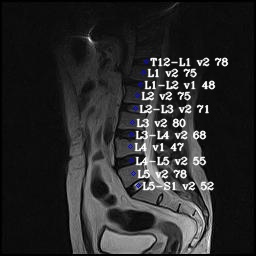 T12-L1 v2 78
L1 v2 75
L1-L2 v1 48
L2 v2 75
L2-L3 v2 71
L3 v2 80
L3-L4 v2 68
L4 v1 47
L4-L5 v2 55
L5 v2 78
L5-S1 v2 52